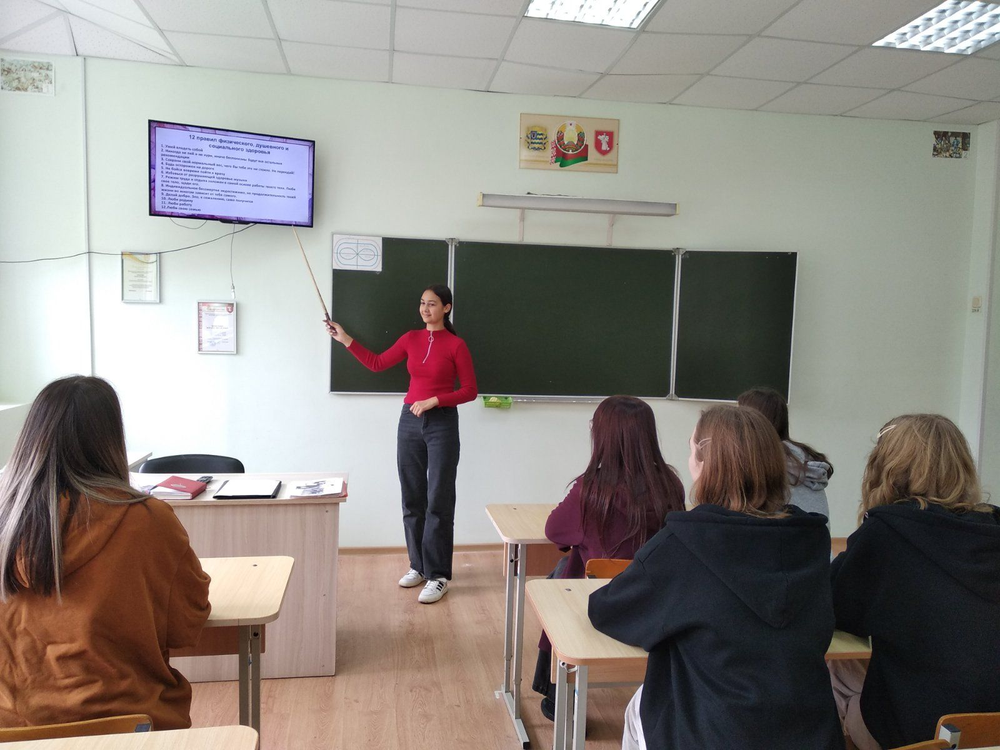 12 правил физического, душевного и
социального здоровья
1. Умей владеть собой
2. Никогда не пей и не кури, иначе бесполезны будут все остальные
рекомендации
3. Сохрани свой нормальный вес, чего бы тебе это ни стоило. Не переедай!
4. Будь осторожен на дороге
5. Не бойся вовремя пойти к врачу
6. Избавься от разрушающей здоровье музыки
7. Режим труда и отдыха заложен в самой основе работы твоего тела. Люби
свое тело, щади его.
8. Индивидуальное бессмертие недостижимо, но продолжительность твоей
жизни во многом зависит от тебя самого.
9. Делай добро. Зло, к сожалению, само получится
10. Люби родину
11. Люби работу
12. Люби свою семью